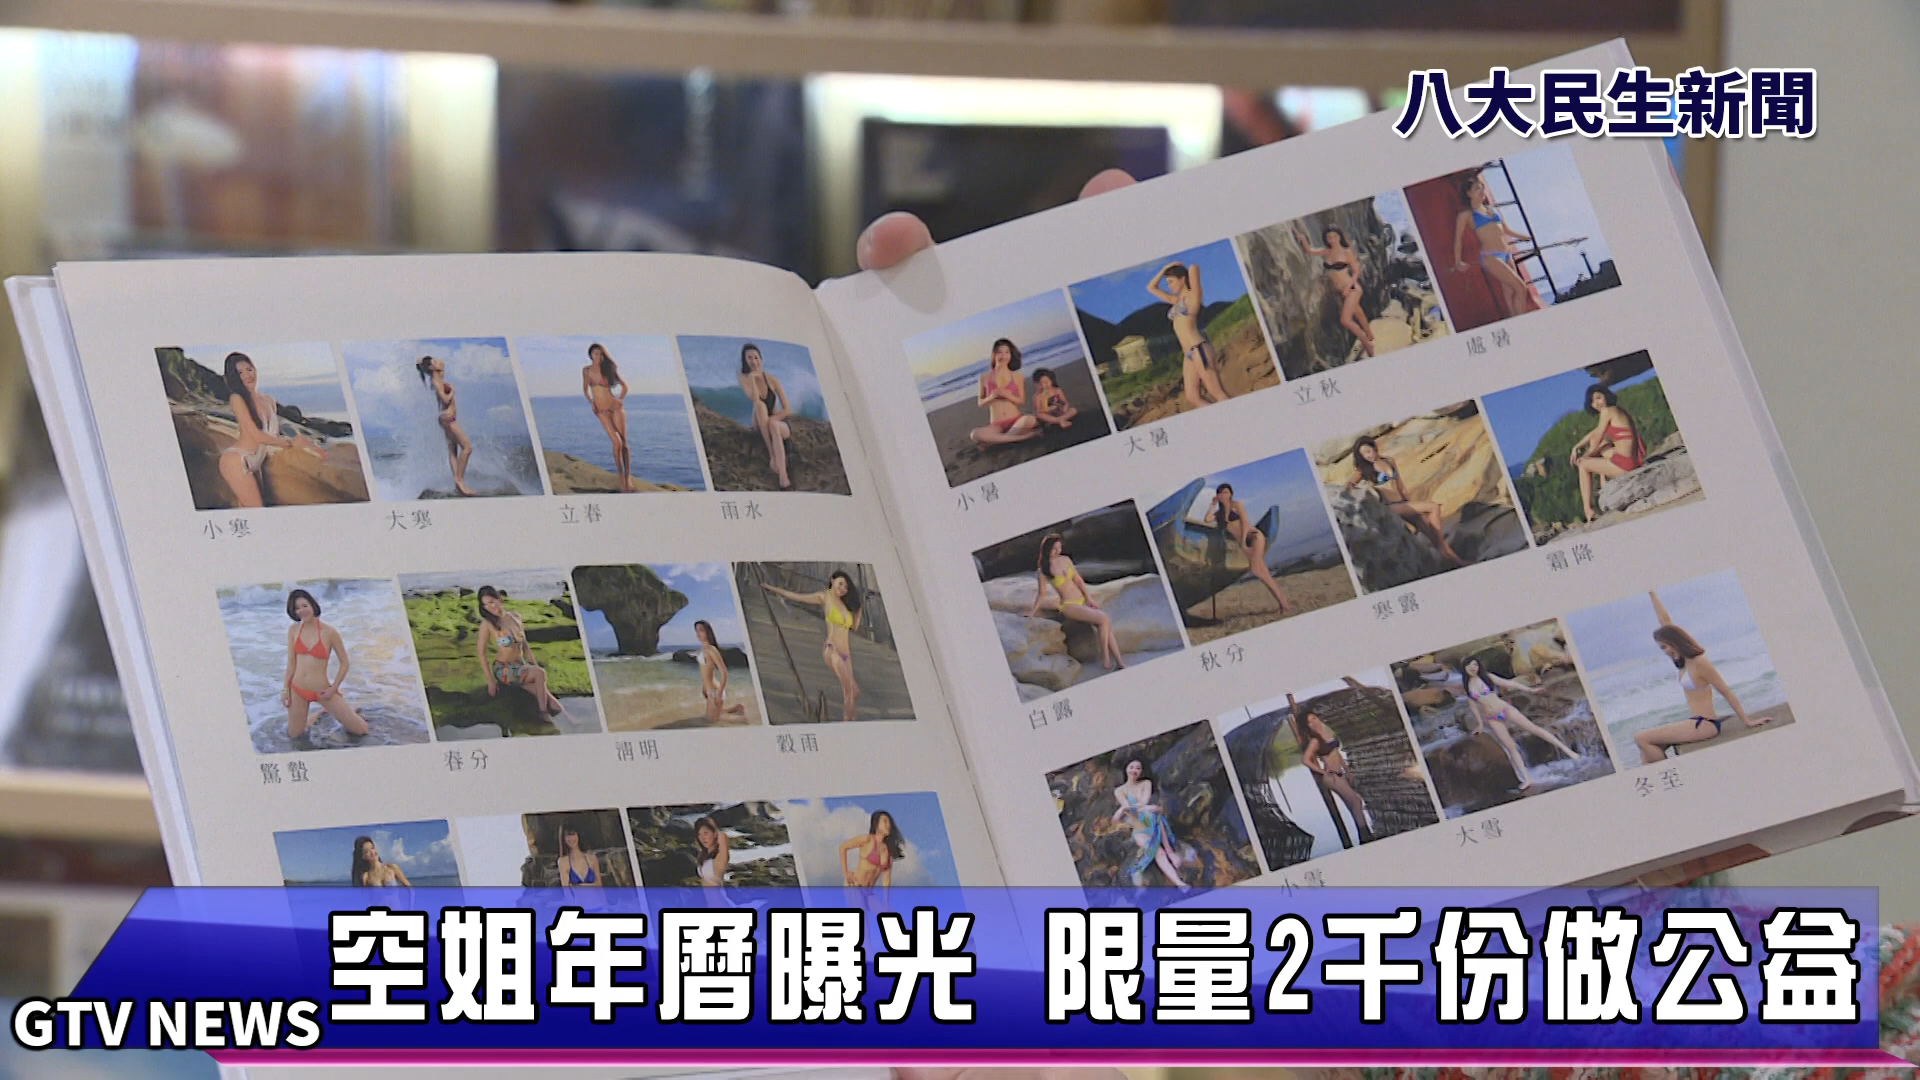 八大民生新聞
小寒 大寒 立春 雨水
驚蟄 春分 清明 穀雨
小暑 大暑 立秋 處暑
白露 秋分 寒露 霜降
小雪 大雪 冬至
空姐年曆曝光 限量2千份做公益
GTV NEWS